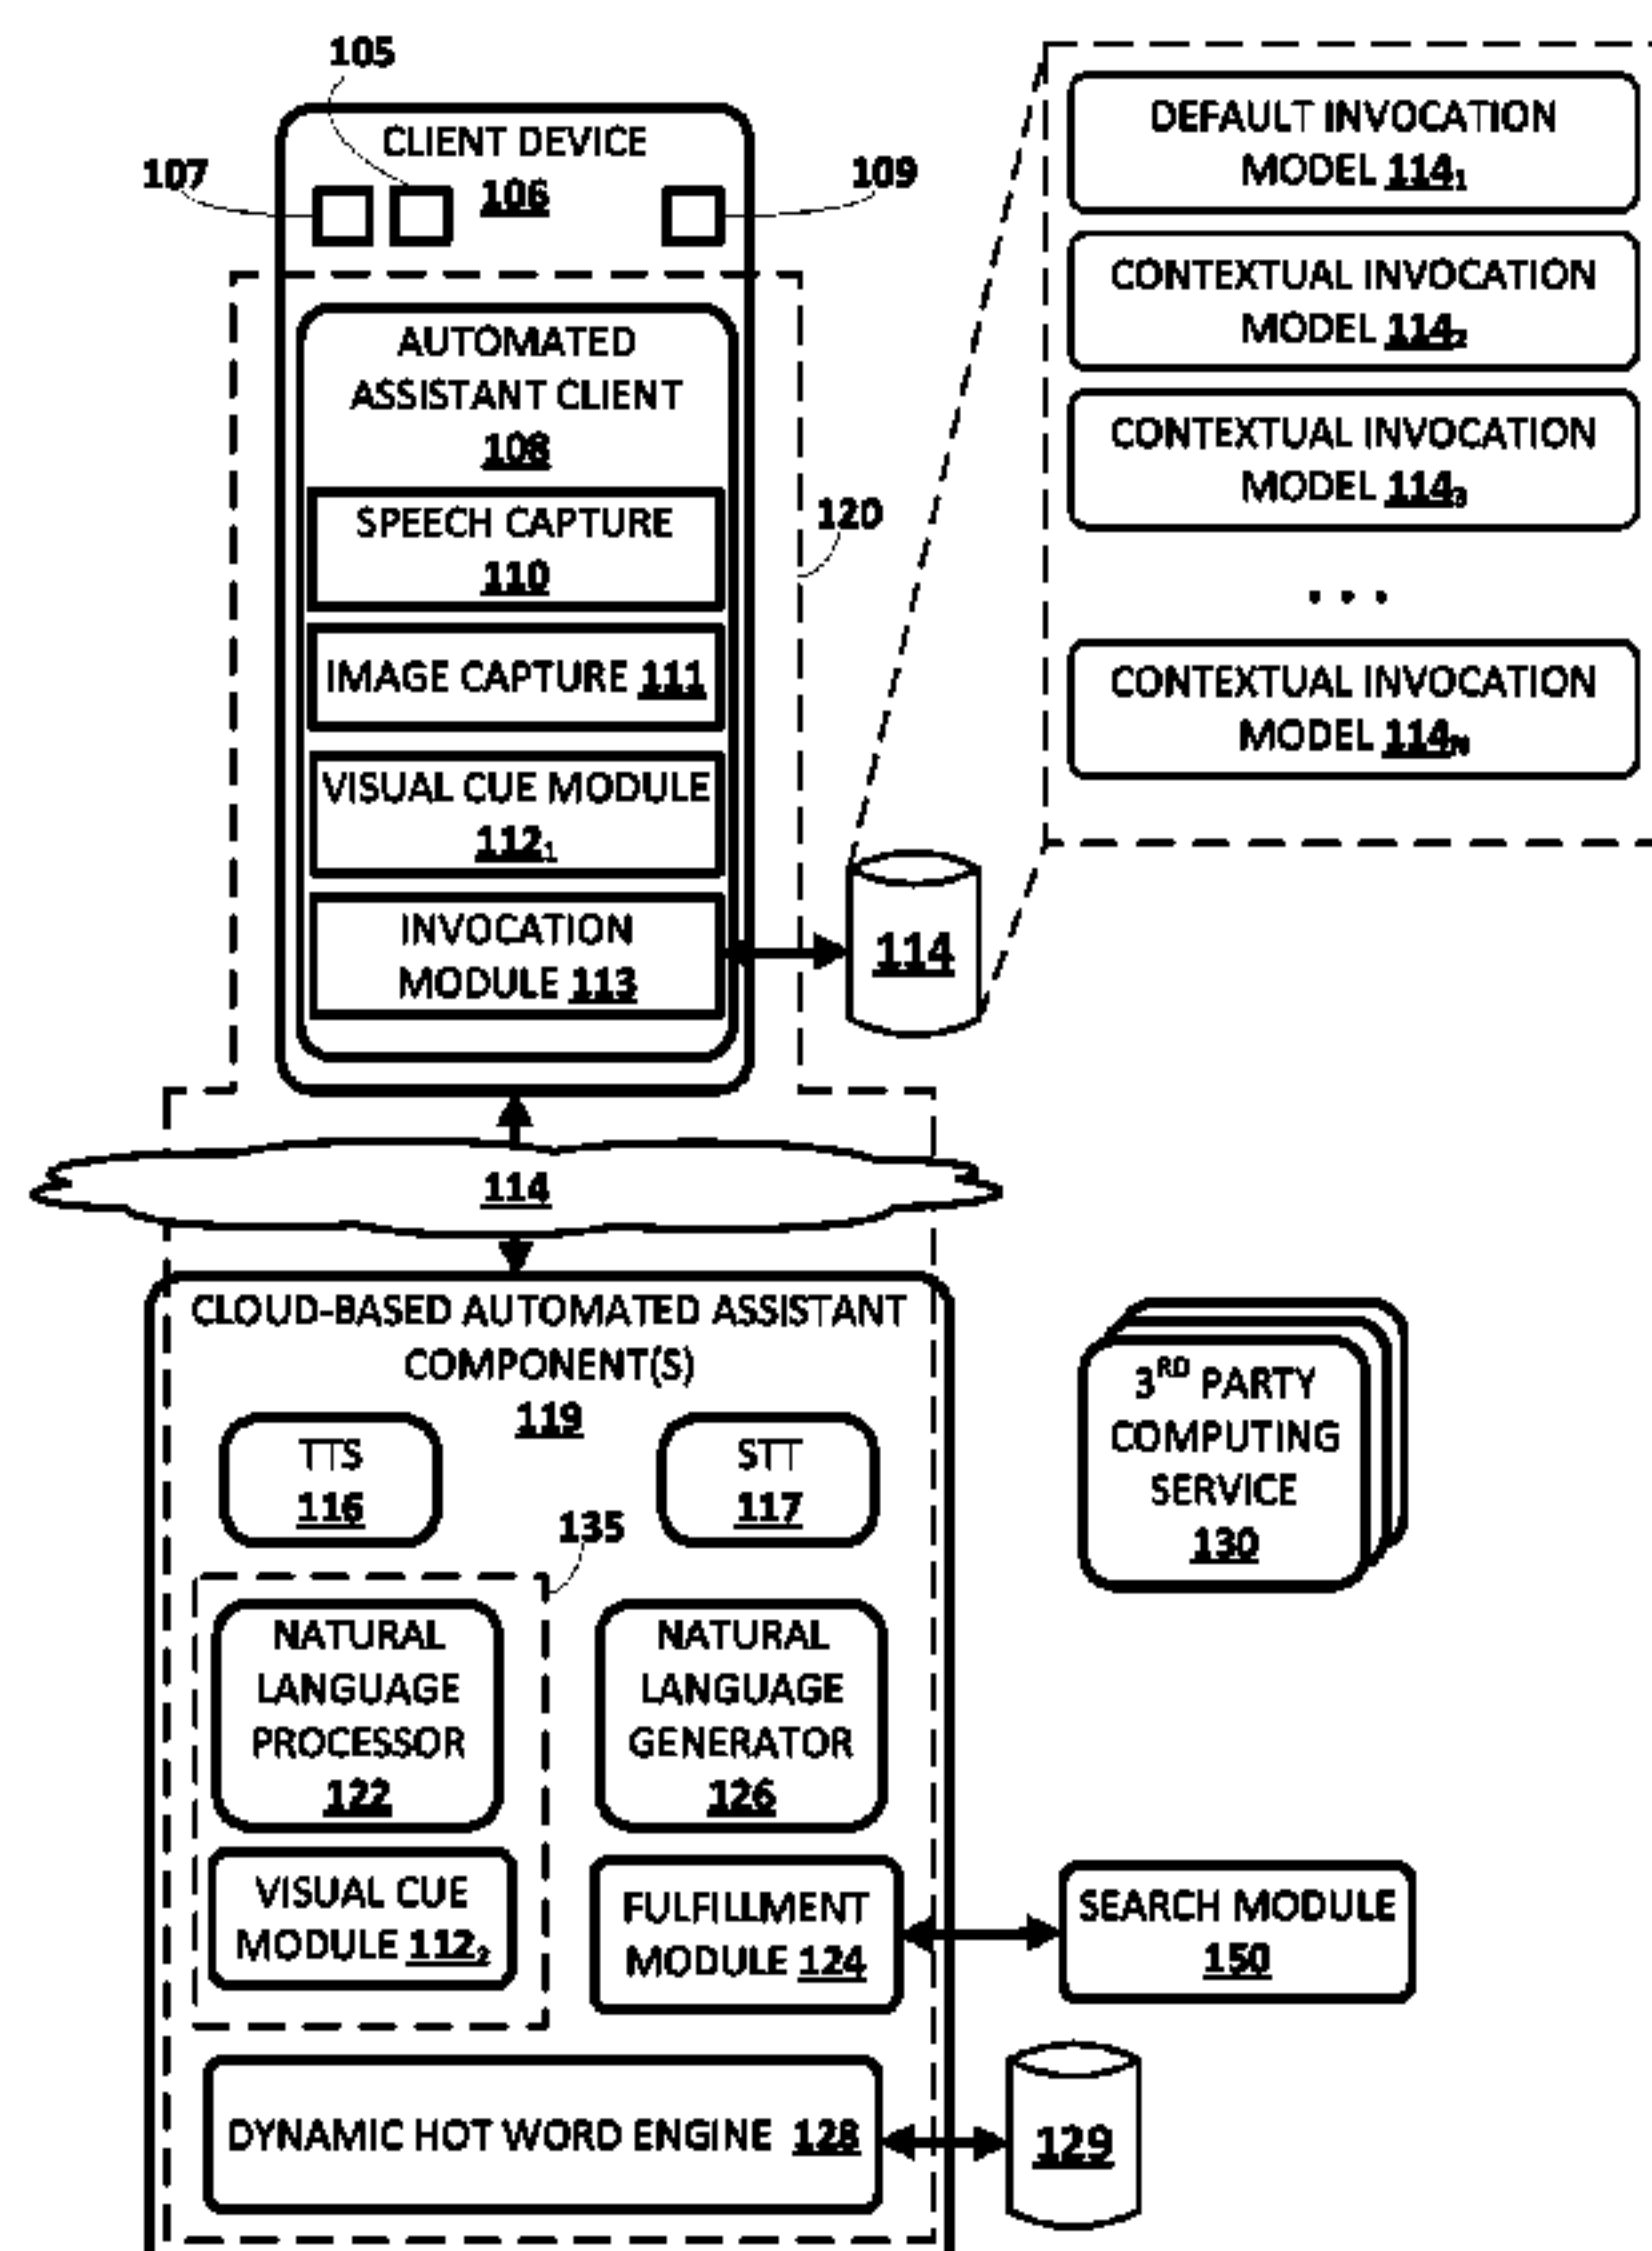 105
CLIENT DEVICE
106
107
109
AUTOMATED
ASSISTANT CLIENT
108
SPEECH CAPTURE
110
IMAGE CAPTURE 111
VISUAL CUE MODULE
112₁
INVOCATION
MODULE 113
120
114
DEFAULT INVOCATION
MODEL 114₁
CONTEXTUAL INVOCATION
MODEL 114₂
CONTEXTUAL INVOCATION
MODEL 114₃
...
CONTEXTUAL INVOCATION
MODEL 114N
114
CLOUD-BASED AUTOMATED ASSISTANT
COMPONENT(S)
119
TTS
116
STT
117
135
NATURAL
LANGUAGE
PROCESSOR
122
NATURAL
LANGUAGE
GENERATOR
126
VISUAL CUE
MODULE 112₂
FULFILLMENT
MODULE 124
DYNAMIC HOT WORD ENGINE 128
3RD PARTY
COMPUTING
SERVICE
130
SEARCH MODULE
150
129